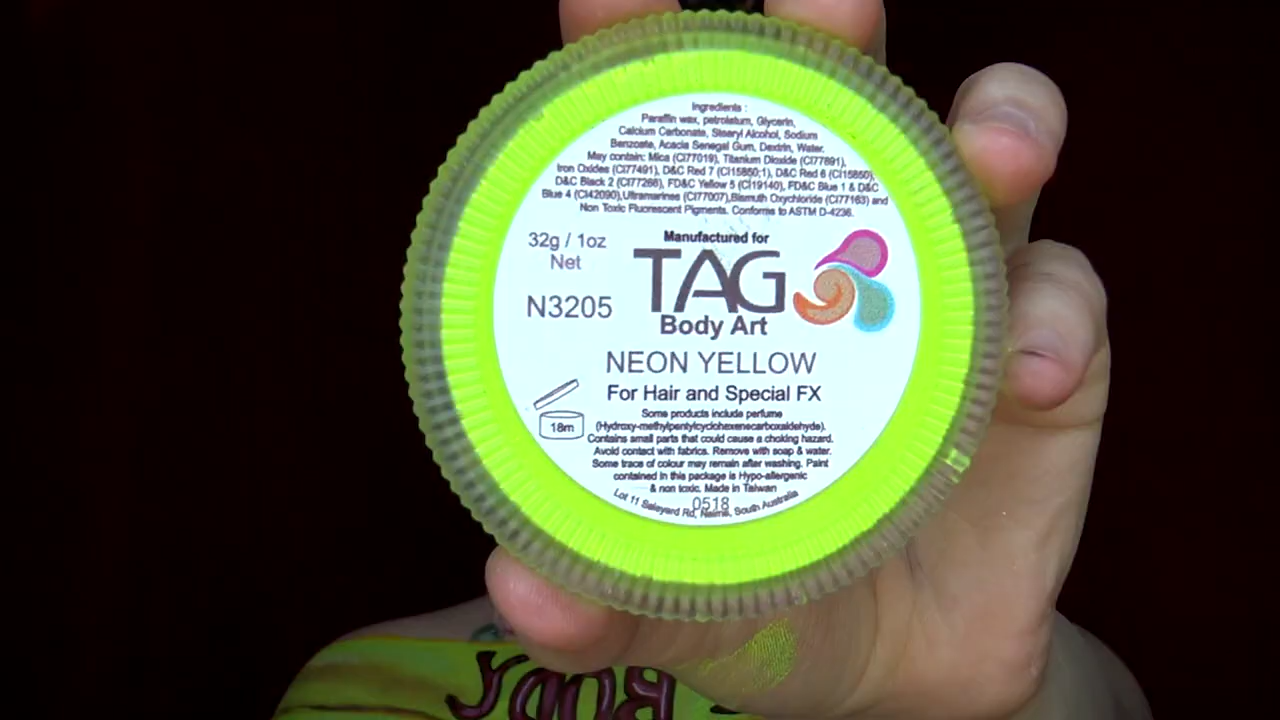 Ingredients :
Paraffin wax, petrolatum, Glycerin,
Calcium Carbonate, Stearyl Alcohol, Sodium
Benzoate, Acacia Senegal Gum, Dextrin, Water.
May contain: Mica (CI77019), Titanium Dioxide (CI77891),
Iron Oxides (CI77491), D&C Red 7 (CI15850;1), D&C Red 6 (CI15850),
D&C Black 2 (CI77266), FD&C Yellow 5 (CI19140), FD&C Blue 1 & D&C
Blue 4 (CI42090),Ultramarines (CI77007),Bismuth Oxychloride (CI77163) and
Non Toxic Fluorescent Pigments. Conforms to ASTM D-4236.
32g / 1oz
Net
N3205
Manufactured for
TAG
Body Art
NEON YELLOW
For Hair and Special FX
18m
Some products include perfume
(Hydroxy-methylpentylcyclohexenecarboxaldehyde).
Contains small parts that could cause a choking hazard.
Avoid contact with fabrics. Remove with soap & water.
Some trace of colour may remain after washing. Paint
contained in this package is Hypo-allergenic
& non toxic. Made in Taiwan
0518
Lot 11 Saleyard Rd, Nairne, South Australia